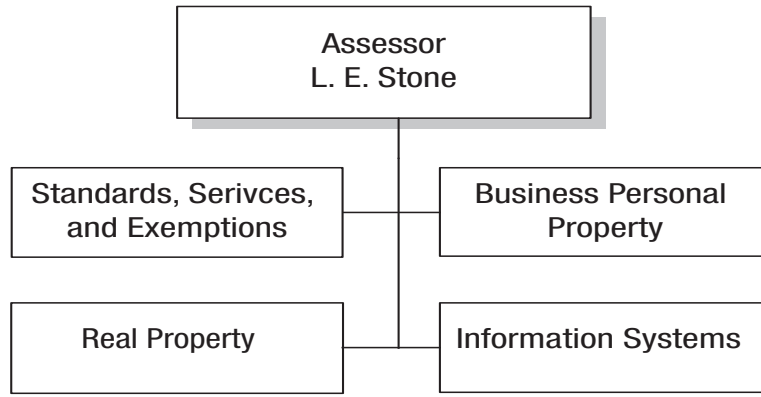 Assessor
L. E. Stone
Standards, Serivces,
and Exemptions
Business Personal
Property
Real Property
Information Systems